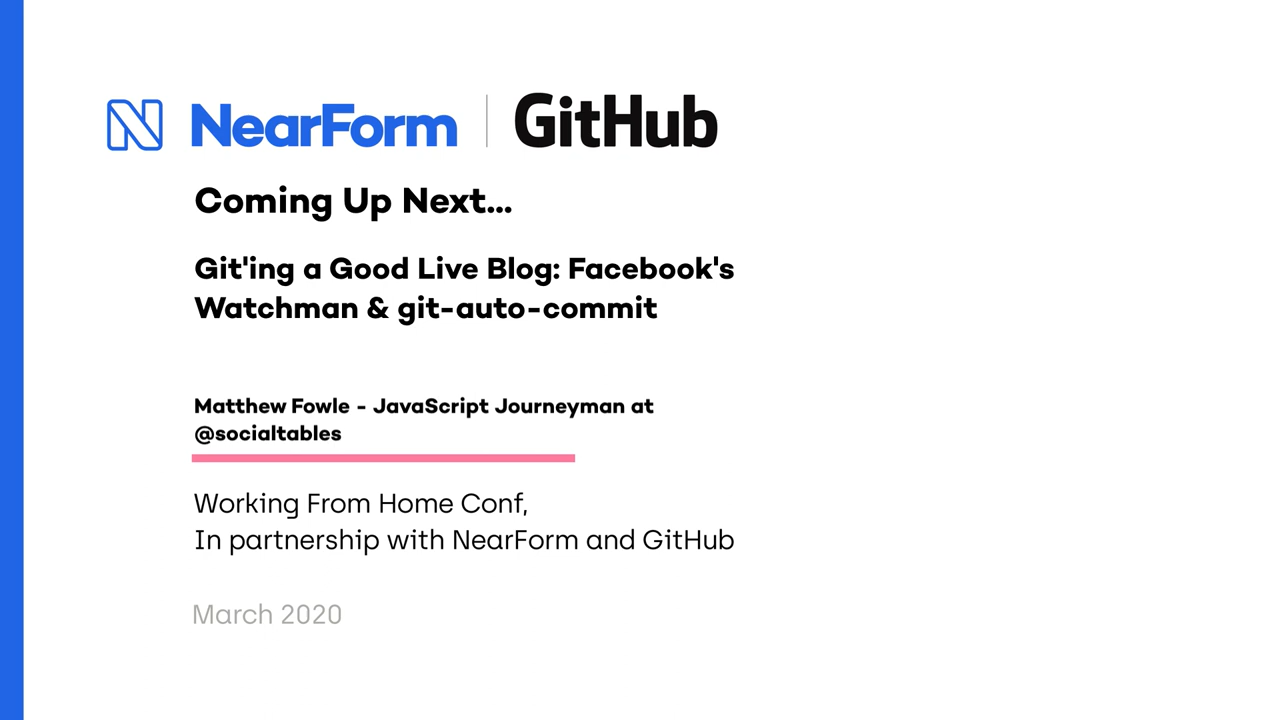 NearForm | GitHub
Coming Up Next...
Git'ing a Good Live Blog: Facebook's
Watchman & git-auto-commit
Matthew Fowle - JavaScript Journeyman at
@socialtables
Working From Home Conf,
In partnership with NearForm and GitHub
March 2020